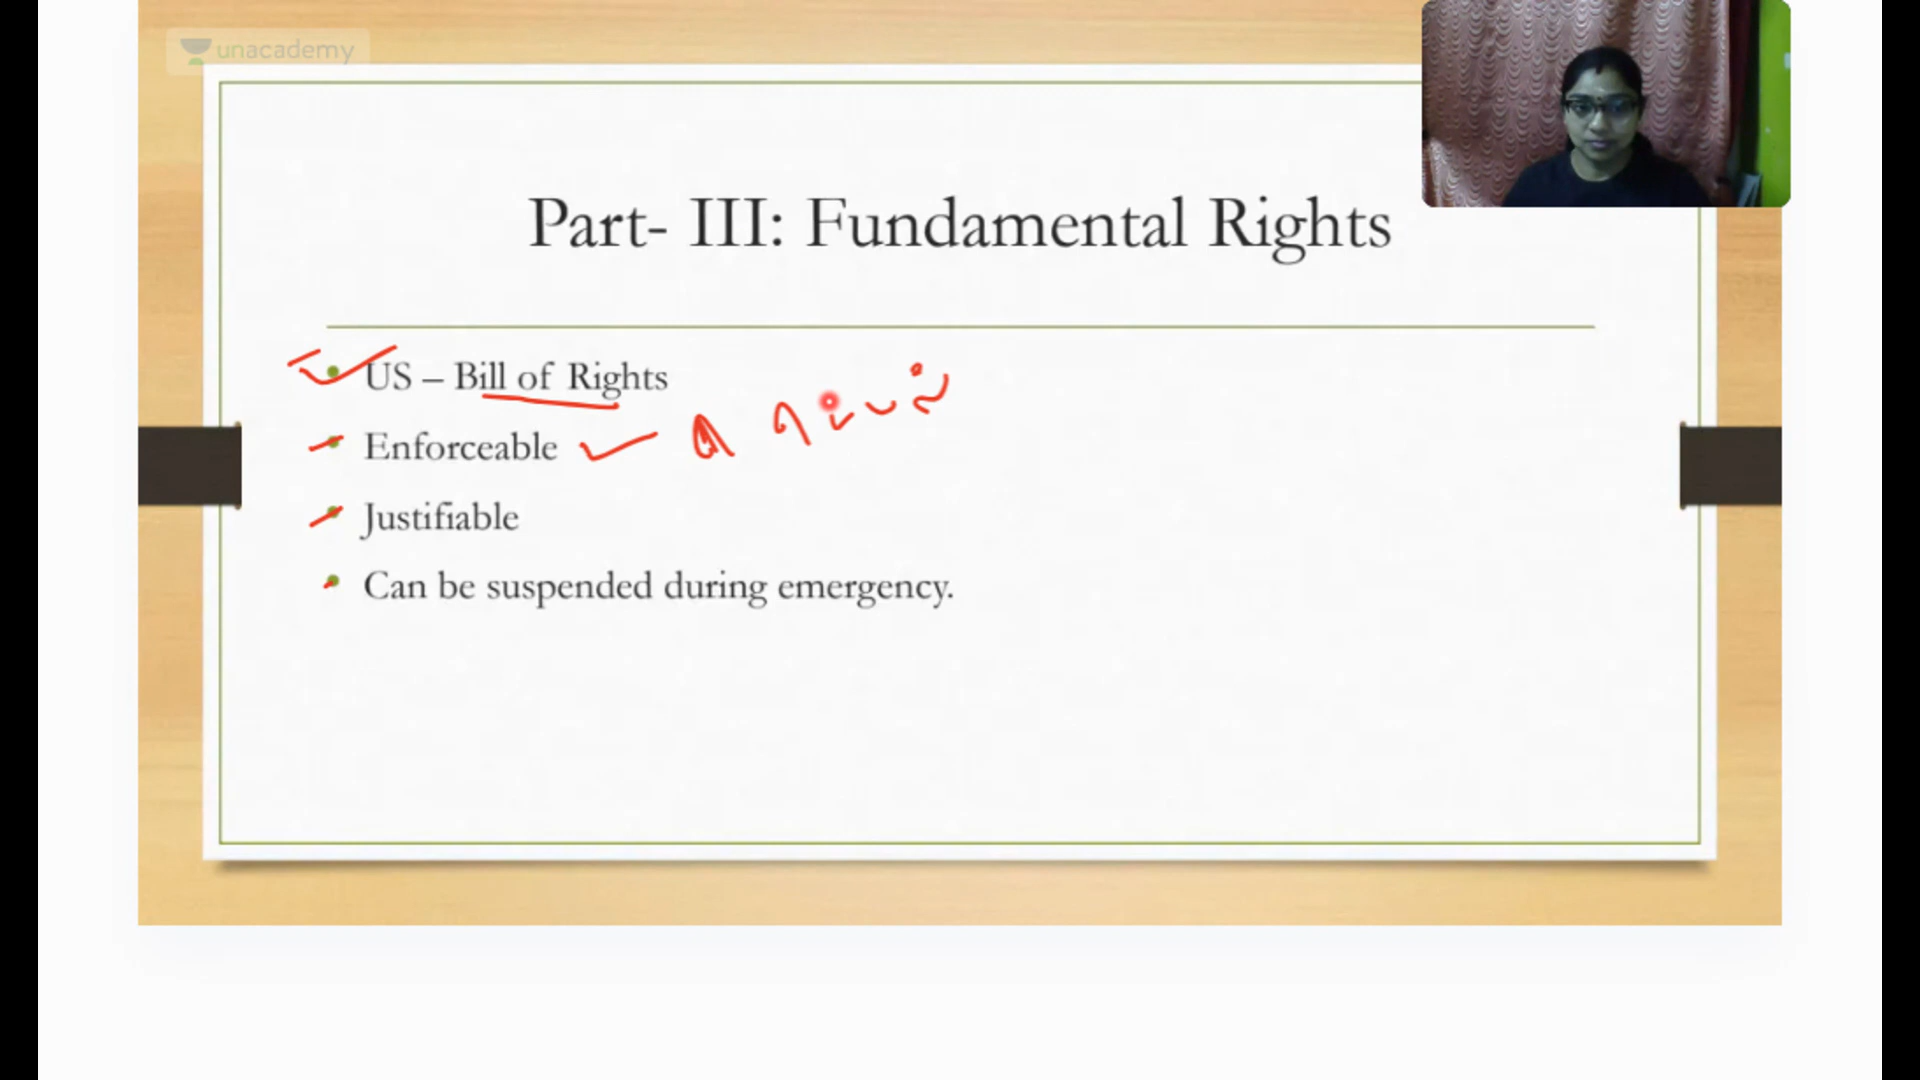 unacademy
Part- III: Fundamental Rights
US – Bill of Rights
Enforceable
Justifiable
Can be suspended during emergency.